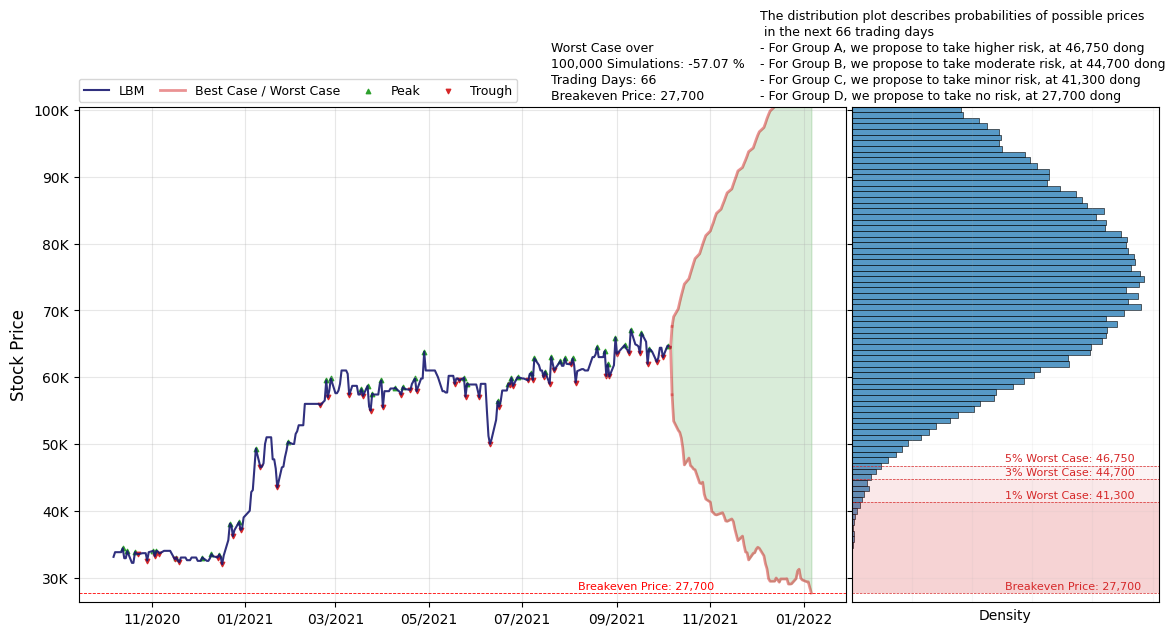 The distribution plot describes probabilities of possible prices
in the next 66 trading days
- For Group A, we propose to take higher risk, at 46,750 dong
- For Group B, we propose to take moderate risk, at 44,700 dong
- For Group C, we propose to take minor risk, at 41,300 dong
- For Group D, we propose to take no risk, at 27,700 dong
Worst Case over
100,000 Simulations: -57.07 %
Trading Days: 66
Breakeven Price: 27,700
LBM
Best Case / Worst Case
Peak
Trough
Stock Price
100K
90K
80K
70K
60K
50K
40K
30K
Breakeven Price: 27,700
11/2020
01/2021
03/2021
05/2021
07/2021
09/2021
11/2021
01/2022
5% Worst Case: 46,750
3% Worst Case: 44,700
1% Worst Case: 41,300
Breakeven Price: 27,700
Density